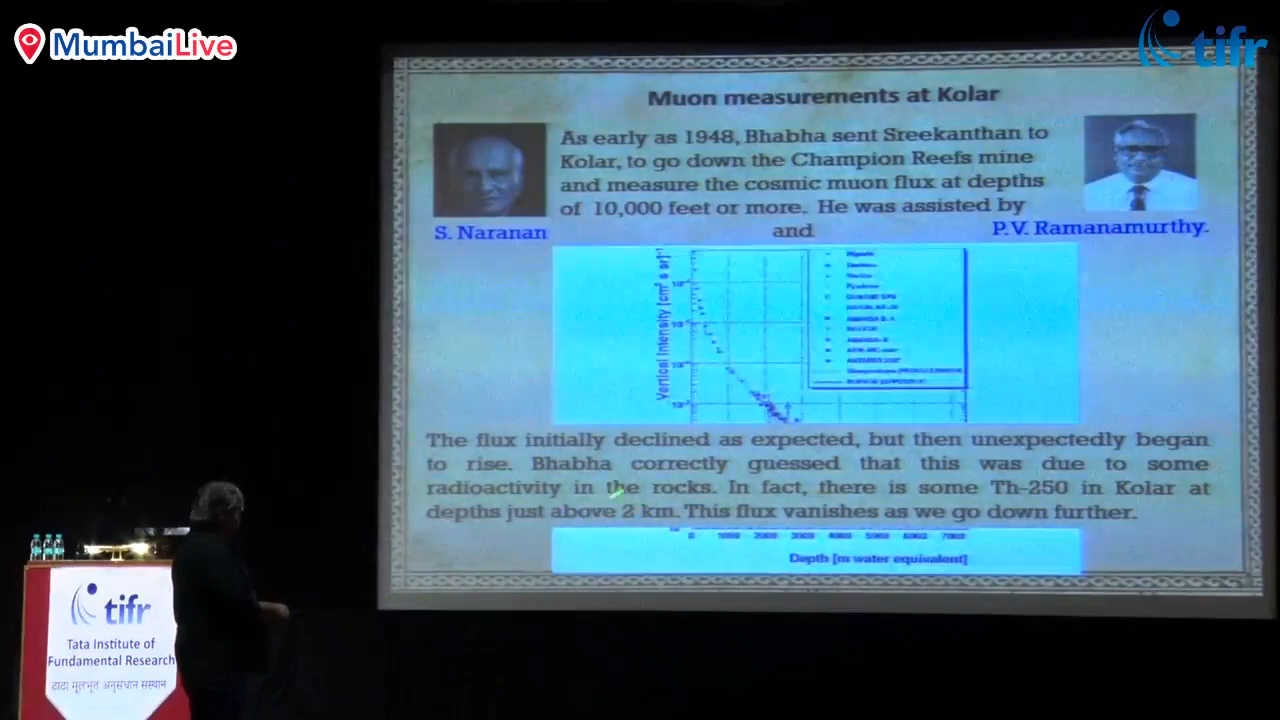 MumbaiLive
tifr
Muon measurements at Kolar
As early as 1948, Bhabha sent Sreekanthan to
Kolar, to go down the Champion Reefs mine
and measure the cosmic muon flux at depths
of 10,000 feet or more. He was assisted by
S. Naranan and P.V. Ramanamurthy.
Vertical Intensity [cm² s sr]⁻¹
The flux initially declined as expected, but then unexpectedly began
to rise. Bhabha correctly guessed that this was due to some
radioactivity in the rocks. In fact, there is some Th-250 in Kolar at
depths just above 2 km. This flux vanishes as we go down further.
0 1000 2000 3000 4000 5000 6000 7000
Depth [m water equivalent]
tifr
Tata Institute of
Fundamental Research
टाटा मूलभूत अनुसंधान संस्थान